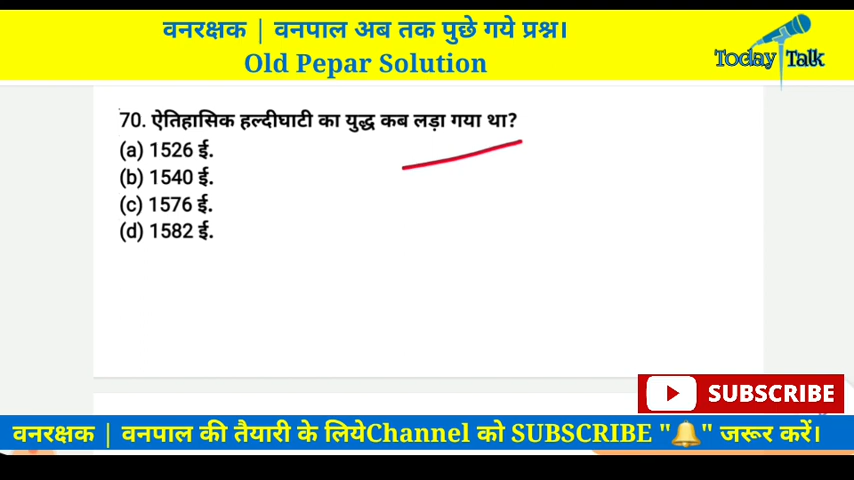 वनरक्षक | वनपाल अब तक पुछे गये प्रश्न।
Old Pepar Solution
Today Talk
70. ऐतिहासिक हल्दीघाटी का युद्ध कब लड़ा गया था?
(a) 1526 ई.
(b) 1540 ई.
(c) 1576 ई.
(d) 1582 ई.
SUBSCRIBE
वनरक्षक | वनपाल की तैयारी के लियेChannel को SUBSCRIBE "🔔" जरूर करें।